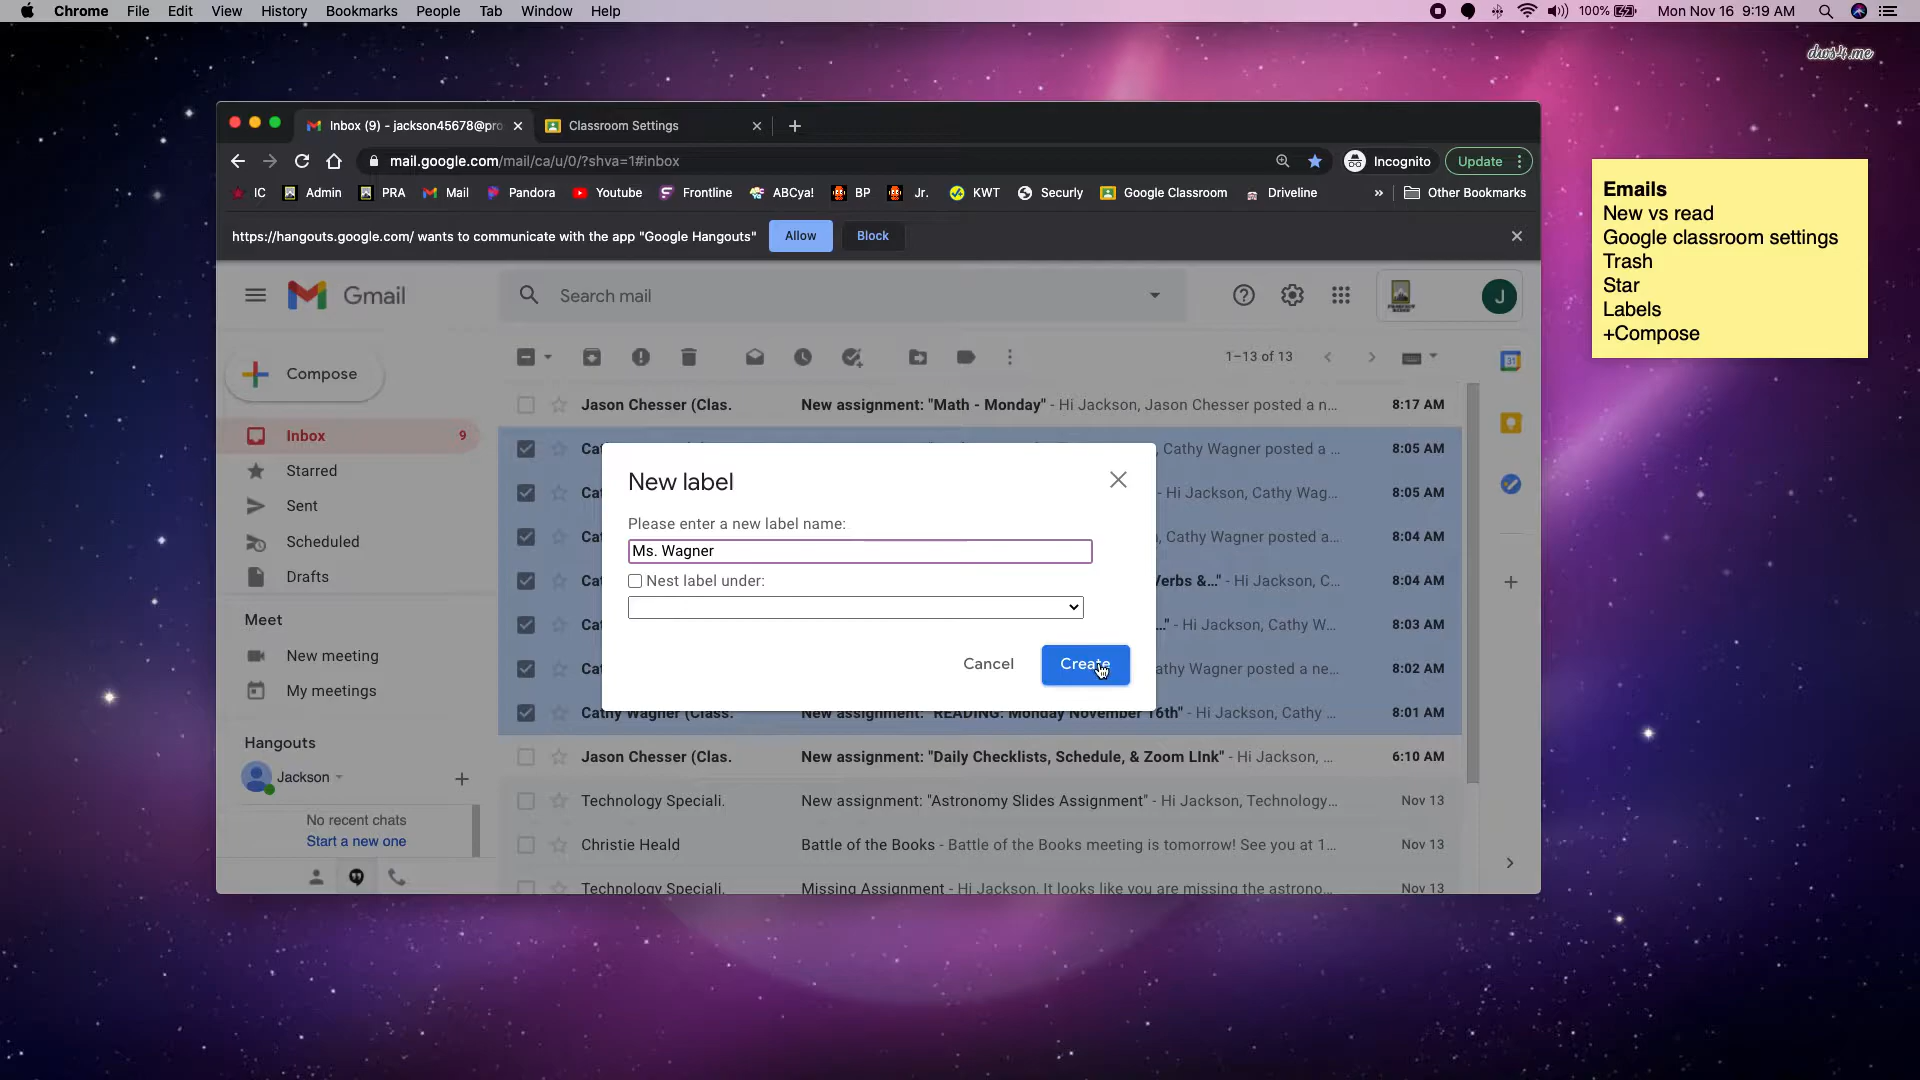 Chrome File Edit View History Bookmarks People Tab Window Help 100% Mon Nov 16 9:19 AM
dws4.me
Inbox (9) - jackson45678@pro Classroom Settings
mail.google.com/mail/ca/u/0/?shva=1#inbox Incognito Update
IC Admin PRA Mail Pandora Youtube Frontline ABCya! BP Jr. KWT Securly Google Classroom Driveline » Other Bookmarks
https://hangouts.google.com/ wants to communicate with the app "Google Hangouts" Allow Block
Emails
New vs read
Google classroom settings
Trash
Star
Labels
+Compose
Gmail Search mail J
Compose
1–13 of 13
Inbox 9
Starred
Sent
Scheduled
Drafts
Meet
New meeting
My meetings
Hangouts
Jackson
No recent chats
Start a new one
Jason Chesser (Clas. New assignment: "Math - Monday" - Hi Jackson, Jason Chesser posted a n... 8:17 AM
Cat , Cathy Wagner posted a ... 8:05 AM
Cat - Hi Jackson, Cathy Wag... 8:05 AM
Cat , Cathy Wagner posted a... 8:04 AM
Cat Verbs &..." - Hi Jackson, C... 8:04 AM
Cat ..." - Hi Jackson, Cathy W... 8:03 AM
Cat athy Wagner posted a ne... 8:02 AM
Cathy Wagner (Class. New assignment: "READING: Monday November 16th" - Hi Jackson, Cathy ... 8:01 AM
Jason Chesser (Clas. New assignment: "Daily Checklists, Schedule, & Zoom LInk" - Hi Jackson, ... 6:10 AM
Technology Speciali. New assignment: "Astronomy Slides Assignment" - Hi Jackson, Technology... Nov 13
Christie Heald Battle of the Books - Battle of the Books meeting is tomorrow! See you at 1... Nov 13
Technology Speciali. Missing Assignment - Hi Jackson, It looks like you are missing the astrono... Nov 13
New label
Please enter a new label name:
Ms. Wagner
Nest label under:
Cancel Create
31